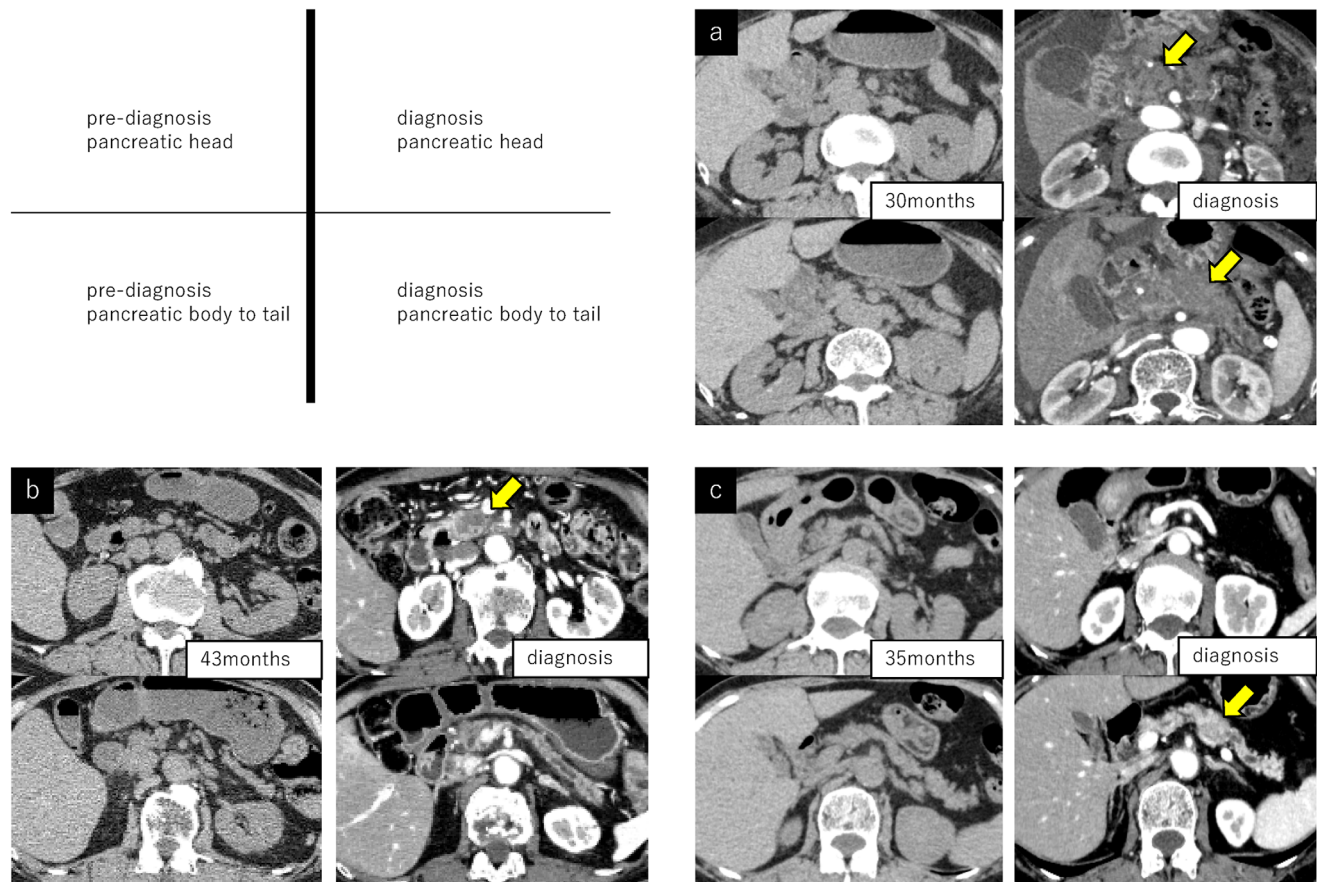 pre-diagnosis
pancreatic head
diagnosis
pancreatic head
pre-diagnosis
pancreatic body to tail
diagnosis
pancreatic body to tail
a
30months
diagnosis
b
43months
diagnosis
c
35months
diagnosis